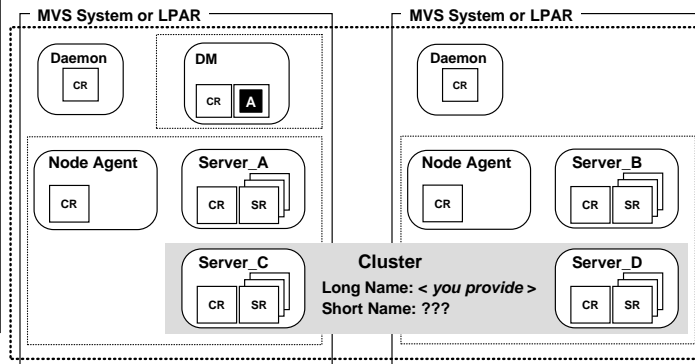 MVS System or LPAR
MVS System or LPAR
Daemon
CR
DM
CR
A
Daemon
CR
Node Agent
CR
Server_A
CR
SR
Node Agent
CR
Server_B
CR
SR
Server_C
CR
SR
Cluster
Long Name: < you provide >
Short Name: ???
Server_D
CR
SR